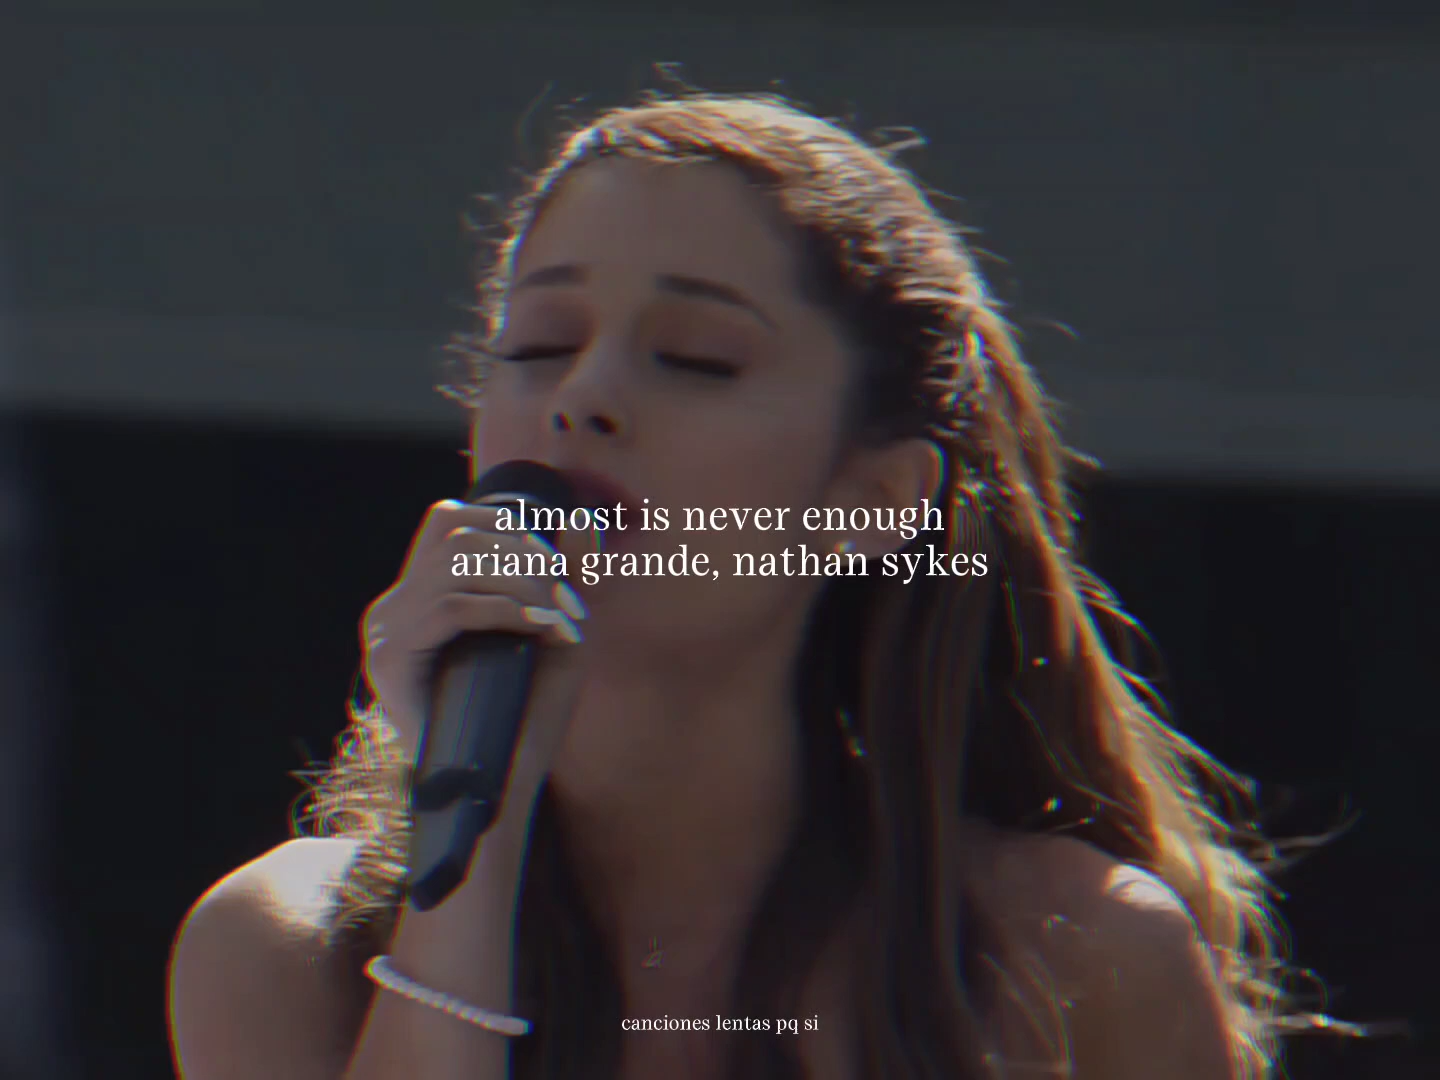 almost is never enough
ariana grande, nathan sykes
canciones lentas pq si